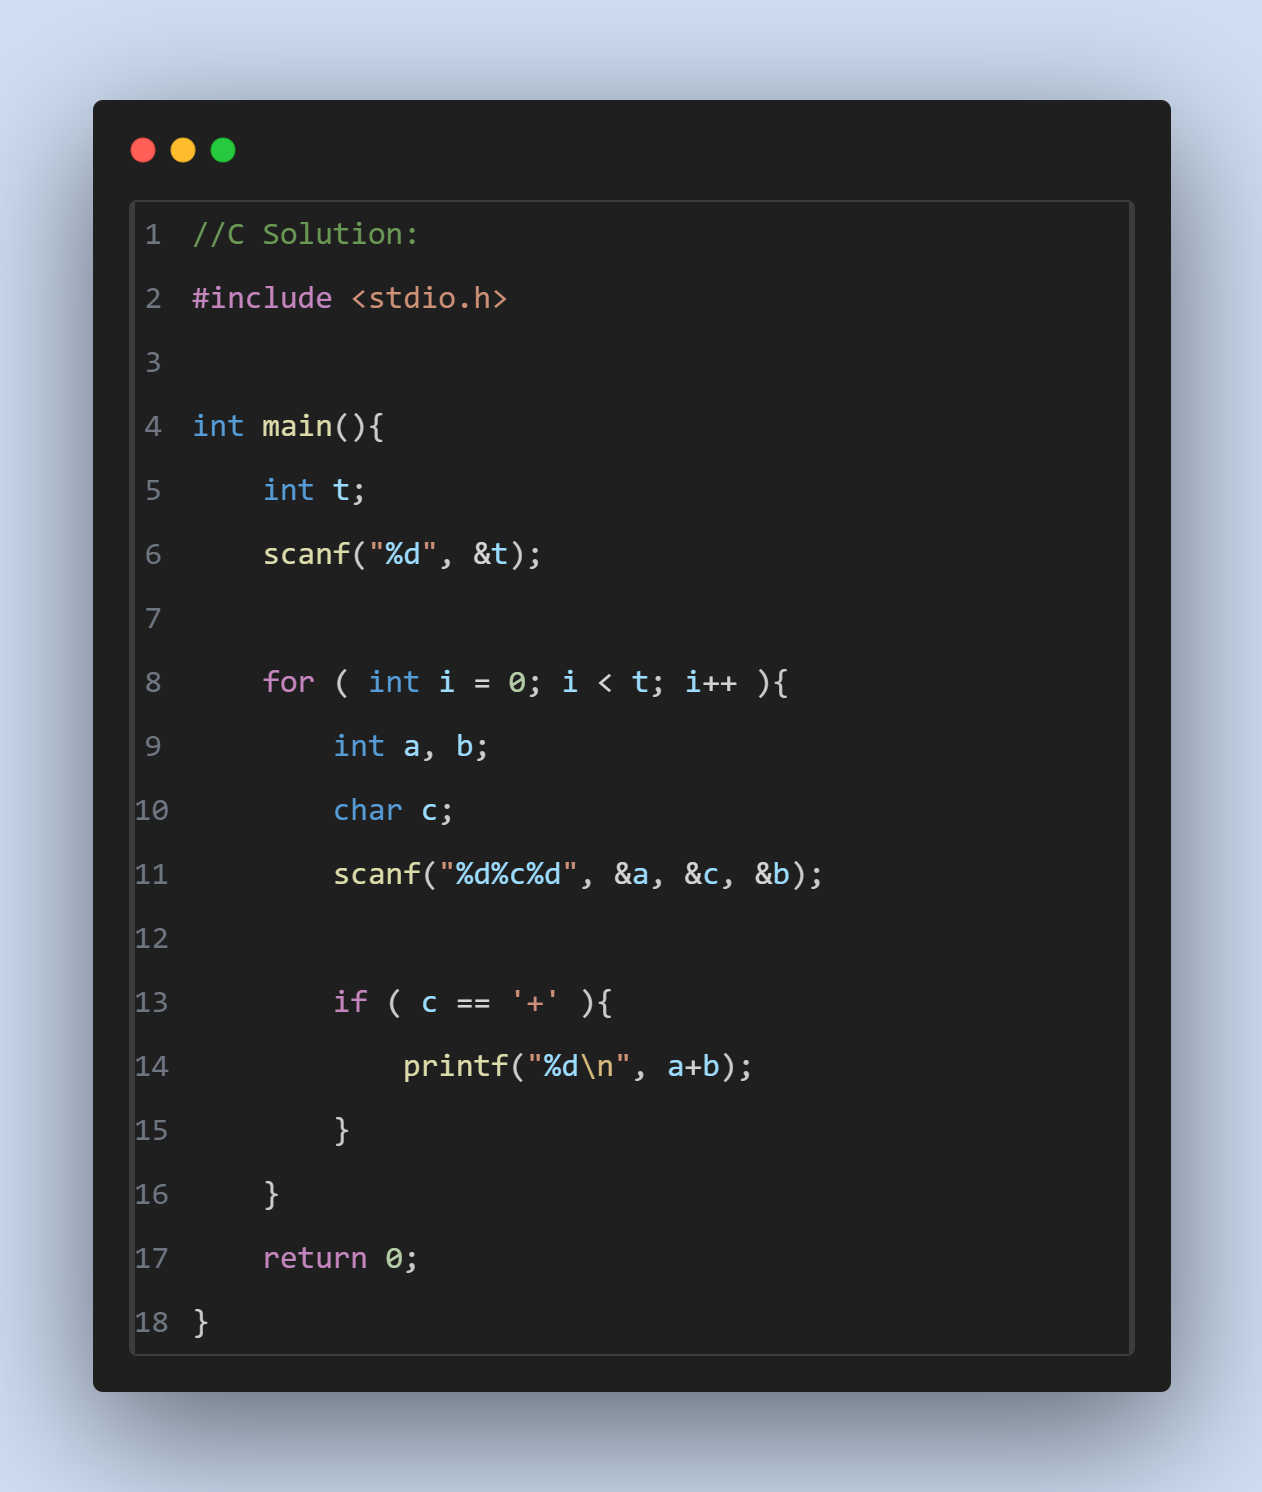 1 //C Solution:
2 #include <stdio.h>
3
4 int main(){
5     int t;
6     scanf("%d", &t);
7
8     for ( int i = 0; i < t; i++ ){
9         int a, b;
10         char c;
11         scanf("%d%c%d", &a, &c, &b);
12
13         if ( c == '+' ){
14             printf("%d\n", a+b);
15         }
16     }
17     return 0;
18 }